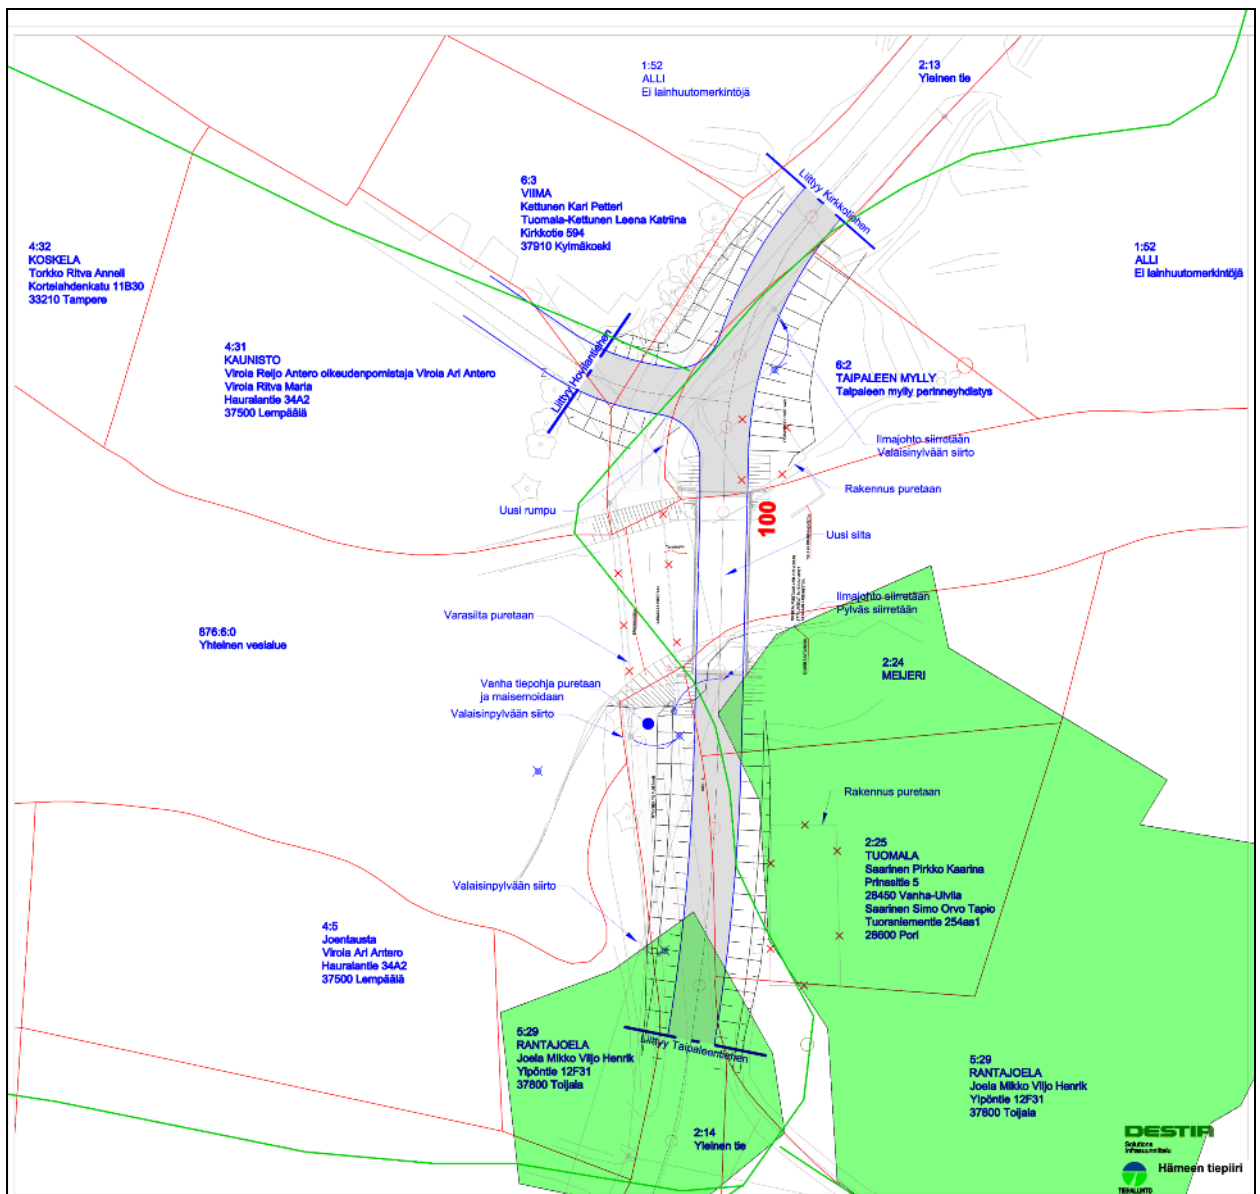 1:52
ALLI
Ei lainhuutomerkintöjä
2:13
Yleinen tie
Liittyy Kirkkotiehen
6:3
VIIMA
Kettunen Kari Petteri
Tuomala-Kettunen Leena Katriina
Kirkkotie 594
37910 Kylmäkoski
4:32
KOSKELA
Torkko Ritva Anneli
Kortelahdenkatu 11B30
33210 Tampere
1:52
ALLI
Ei lainhuutomerkintöjä
4:31
KAUNISTO
Virola Reijo Antero oikeudenpomistaja Virola Ari Antero
Virola Ritva Maria
Hauralantie 34A2
37500 Lempäälä
Liittyy Hovilantiehen
6:2
TAIPALEEN MYLLY
Taipaleen mylly perinneyhdistys
Ilmajohto siirretään
Valaisinylvään siirto
Rakennus puretaan
Uusi rumpu
100
Uusi silta
Ilmajohto siirretään
Pylväs siirretään
Varasilta puretaan
876:6:0
Yhteinen vesialue
2:24
MEIJERI
Vanha tiepohja puretaan
ja maisemoidaan
Valaisinpylvään siirto
Rakennus puretaan
2:25
TUOMALA
Saarinen Pirkko Kaarina
Prinssitie 5
28450 Vanha-Ulvila
Saarinen Simo Orvo Tapio
Tuoraniementie 254as1
28600 Pori
Valaisinpylvään siirto
4:5
Joentausta
Virola Ari Antero
Hauralantie 34A2
37500 Lempäälä
5:29
RANTAJOELA
Joela Mikko Viljo Henrik
Ylpöntie 12F31
37800 Toijala
Liittyy Taipaleentiehen
5:29
RANTAJOELA
Joela Mikko Viljo Henrik
Ylpöntie 12F31
37800 Toijala
2:14
Yleinen tie
DESTIA
Solutions
Infrasuunnittelu
Hämeen tiepiiri
TIEHALLINTO